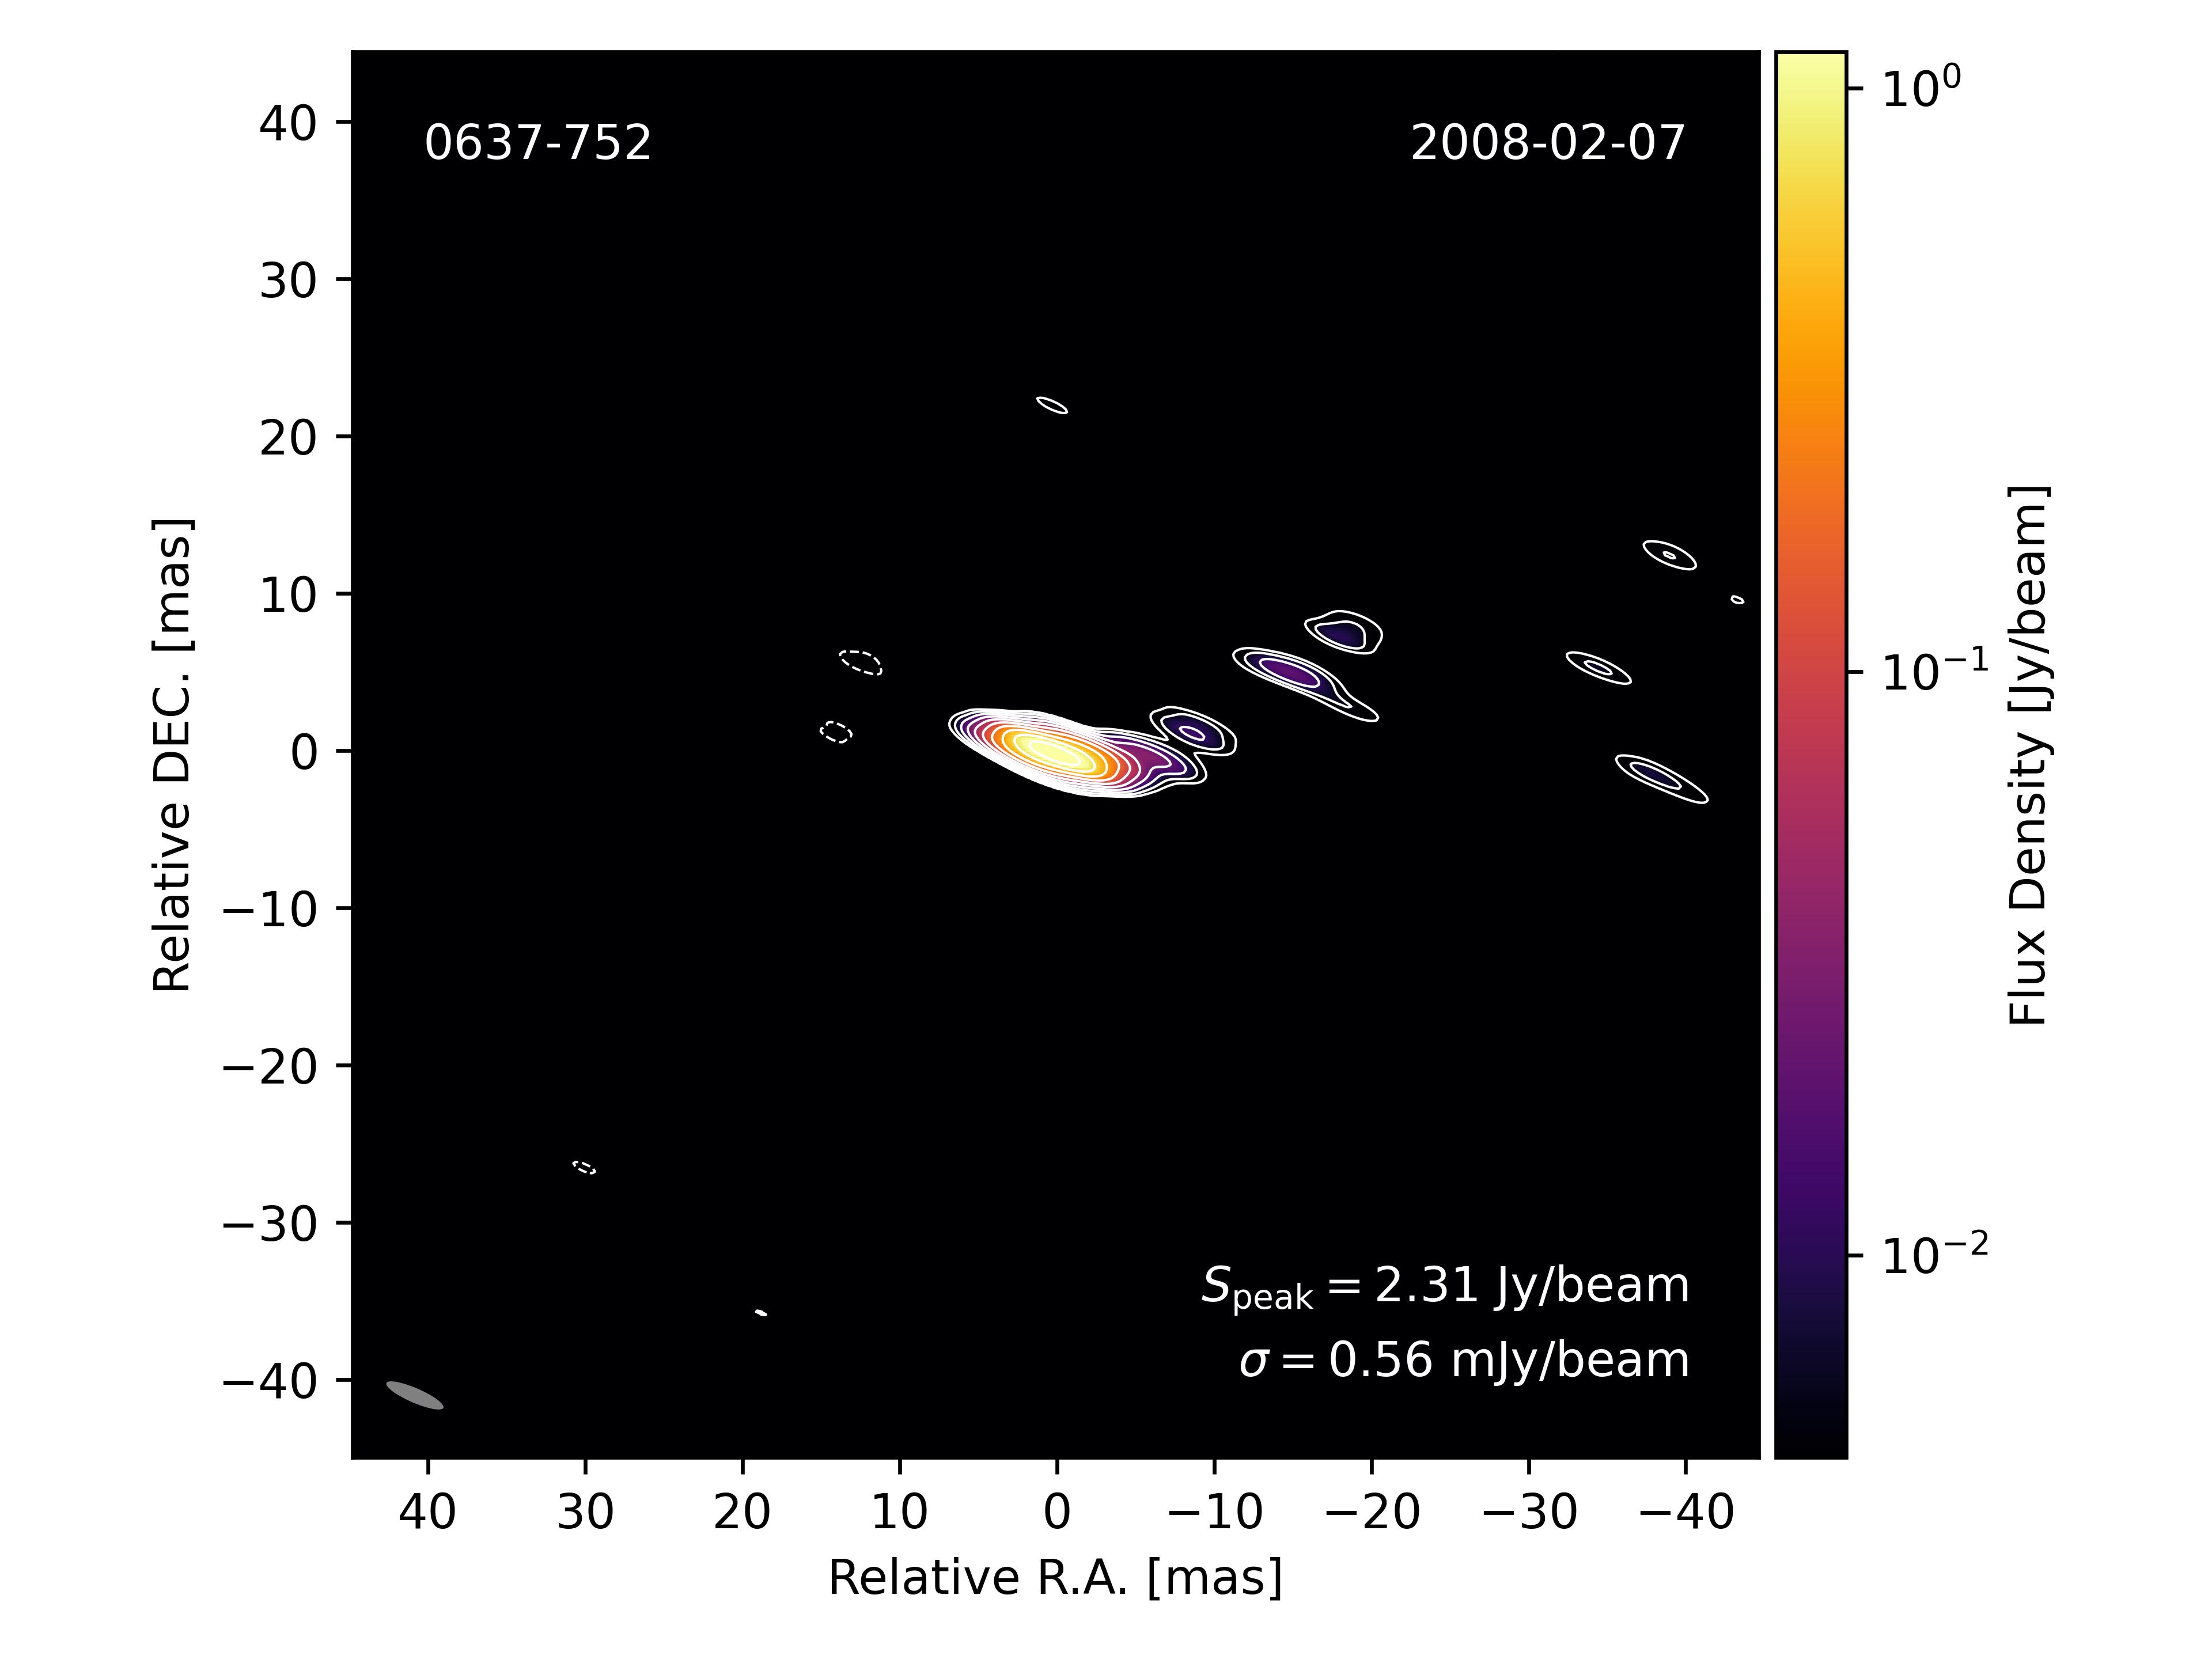 0637-752
2008-02-07
40
30
20
10
0
−10
−20
−30
−40
Relative DEC. [mas]
S_peak = 2.31 Jy/beam
σ = 0.56 mJy/beam
40 30 20 10 0 −10 −20 −30 −40
Relative R.A. [mas]
10⁰
10⁻¹
10⁻²
Flux Density [Jy/beam]